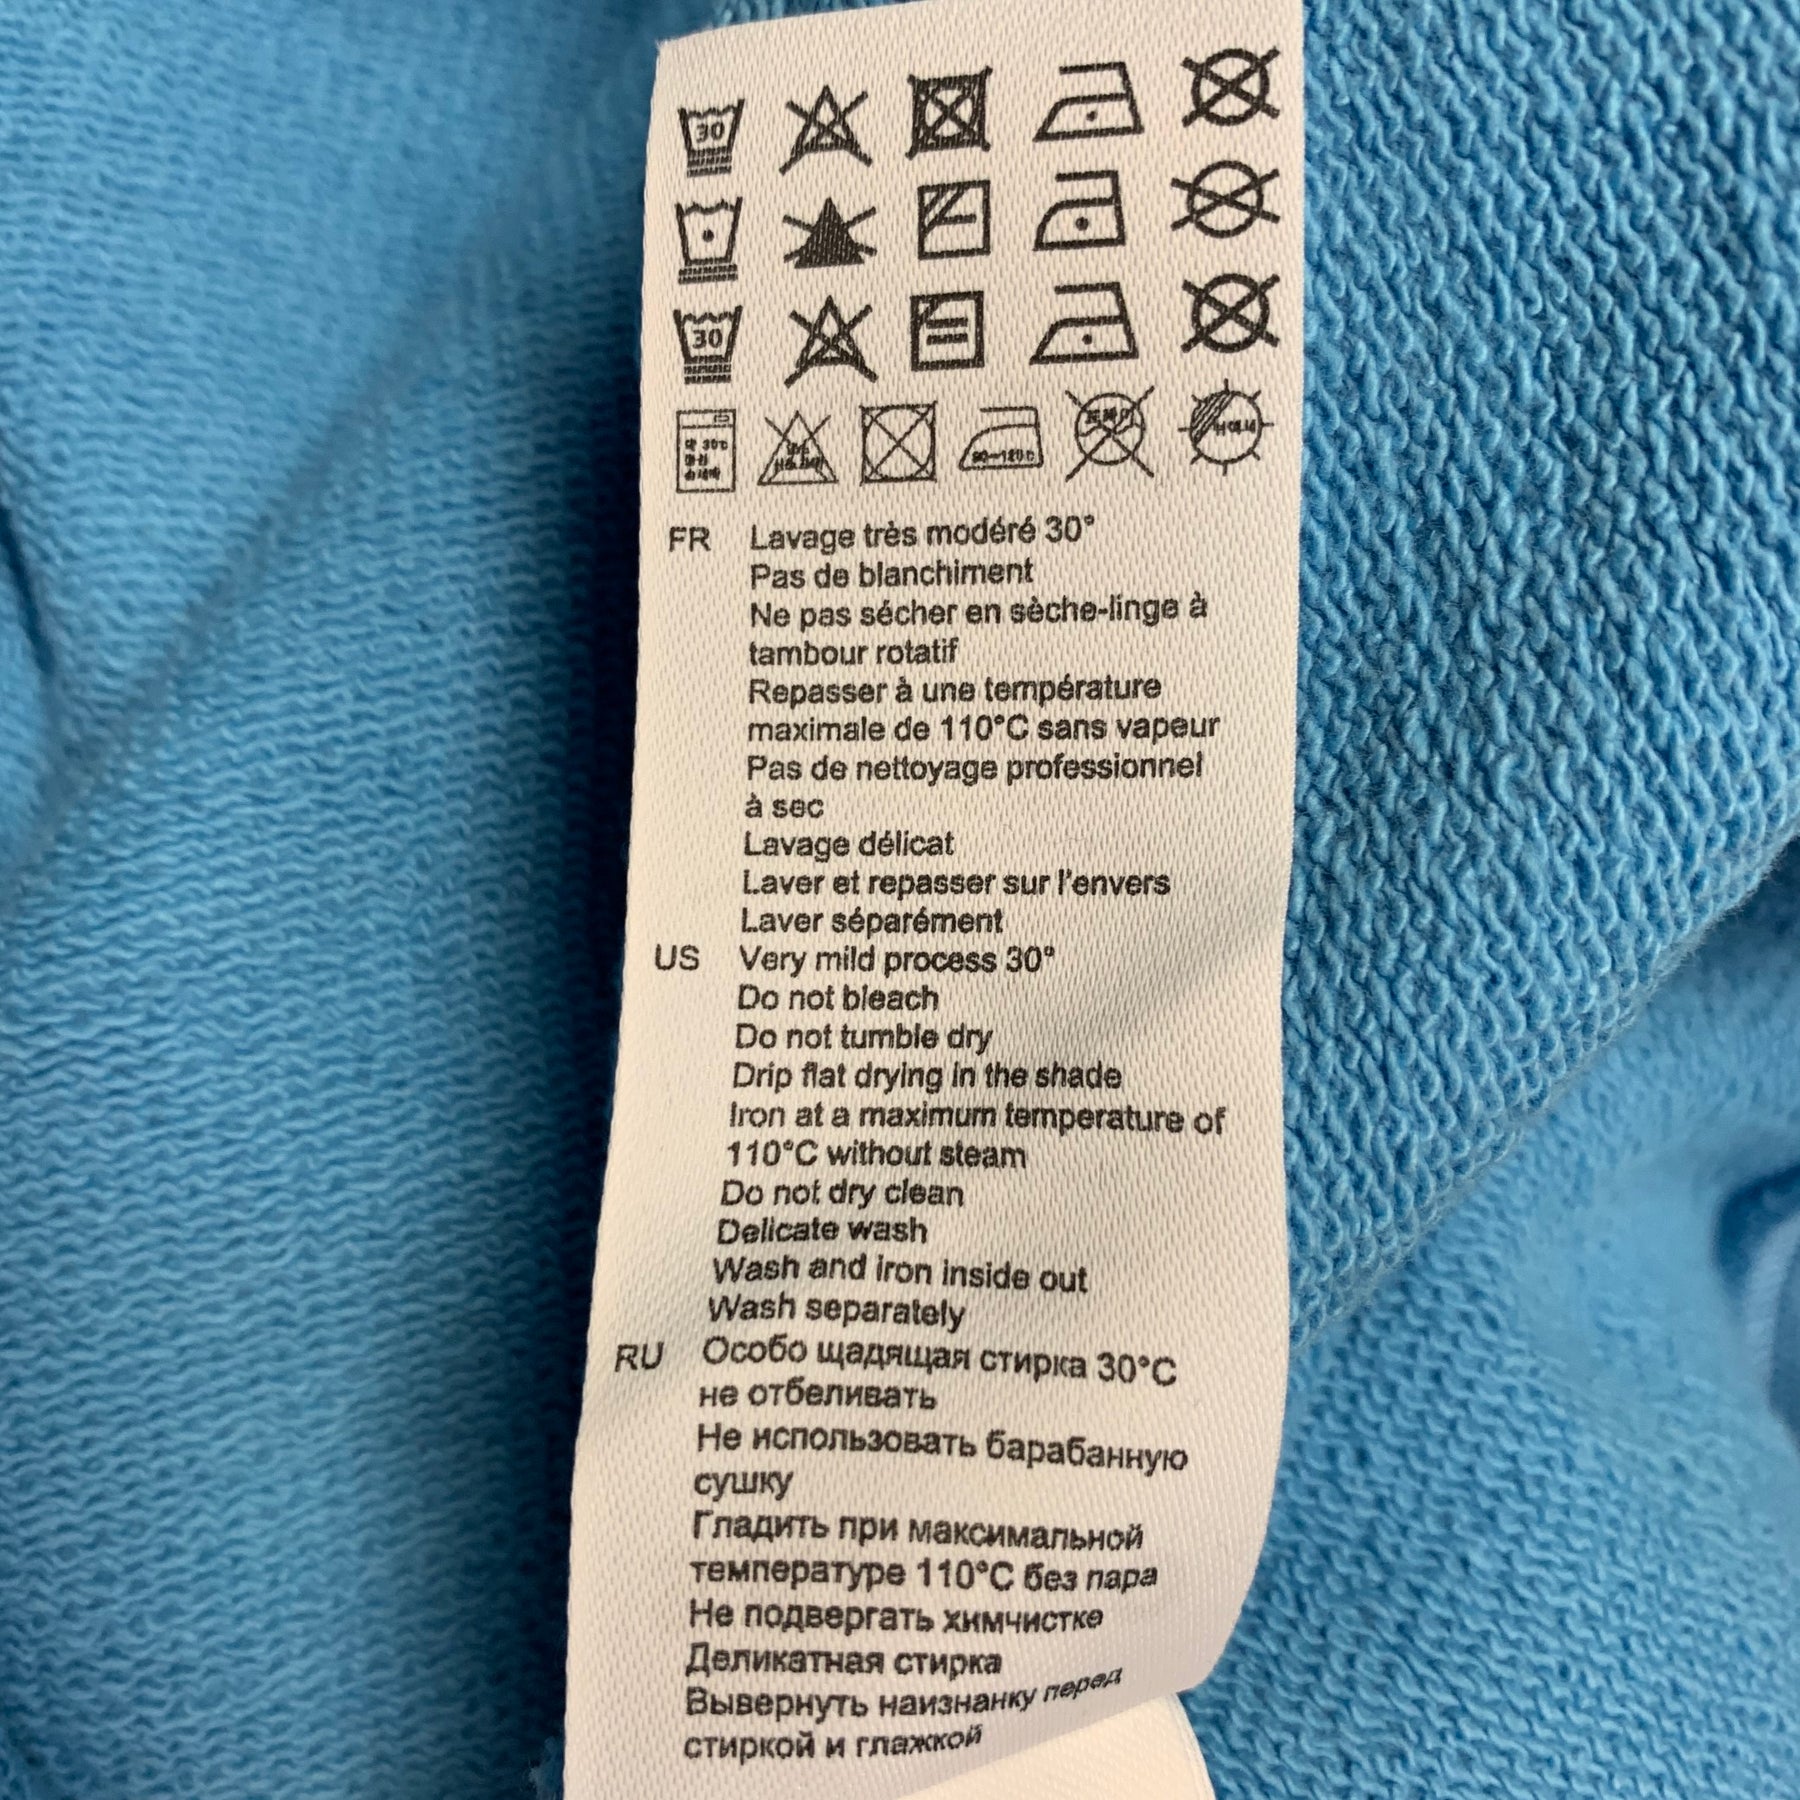 30
30
30
FR Lavage très modéré 30°
Pas de blanchiment
Ne pas sécher en sèche-linge à
tambour rotatif
Repasser à une température
maximale de 110°C sans vapeur
Pas de nettoyage professionnel
à sec
Lavage délicat
Laver et repasser sur l'envers
Laver séparément
US Very mild process 30°
Do not bleach
Do not tumble dry
Drip flat drying in the shade
Iron at a maximum temperature of
110°C without steam
Do not dry clean
Delicate wash
Wash and iron inside out
Wash separately
RU Особо щадящая стирка 30°C
не отбеливать
Не использовать барабанную
сушку
Гладить при максимальной
температуре 110°C без пара
Не подвергать химчистке
Деликатная стирка
Вывернуть наизнанку перед
стиркой и глажкой